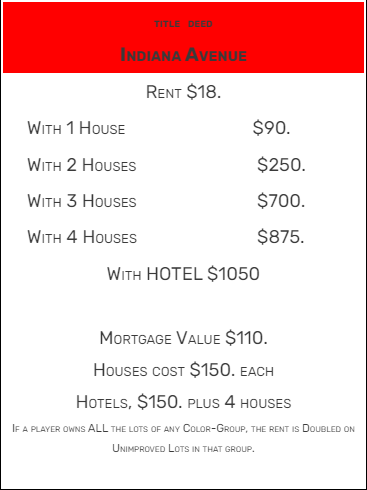 Title Deed
Indiana Avenue
Rent $18.
With 1 House $90.
With 2 Houses $250.
With 3 Houses $700.
With 4 Houses $875.
With HOTEL $1050
Mortgage Value $110.
Houses cost $150. each
Hotels, $150. plus 4 houses
If a player owns ALL the lots of any Color-Group, the rent is Doubled on
Unimproved Lots in that group.